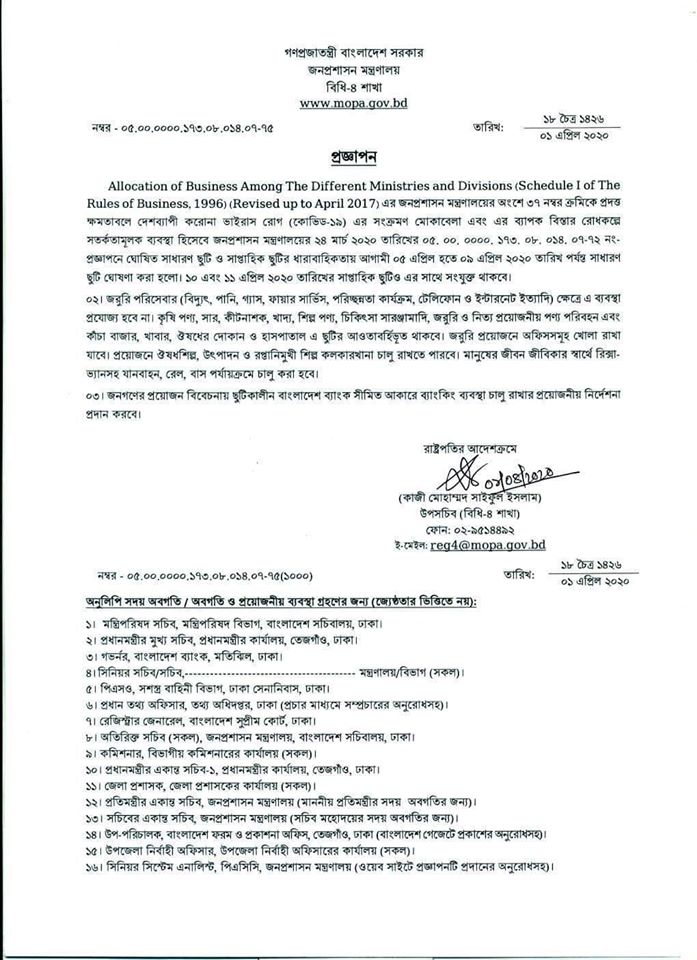 গণপ্রজাতন্ত্রী বাংলাদেশ সরকার
জনপ্রশাসন মন্ত্রণালয়
বিধি-৪ শাখা
www.mopa.gov.bd
নম্বর - ০৫.০০.০০০০.১৭৩.০৮.০১৪.০৭-৭৫
তারিখ:
১৮ চৈত্র ১৪২৬
০১ এপ্রিল ২০২০
প্রজ্ঞাপন
Allocation of Business Among The Different Ministries and Divisions (Schedule I of The
Rules of Business, 1996) (Revised up to April 2017) এর জনপ্রশাসন মন্ত্রণালয়ের অংশে ৩৭ নম্বর ক্রমিকে প্রদত্ত
ক্ষমতাবলে দেশব্যাপী করোনা ভাইরাস রোগ (কোভিড-১৯) এর সংক্রমণ মোকাবেলা এবং এর ব্যাপক বিস্তার রোধকল্পে
সতর্কতামূলক ব্যবস্থা হিসেবে জনপ্রশাসন মন্ত্রণালয়ের ২৪ মার্চ ২০২০ তারিখের ০৫. ০০. ০০০০. ১৭৩. ০৮. ০১৪. ০৭-৭২ নং-
প্রজ্ঞাপনে ঘোষিত সাধারণ ছুটি ও সাপ্তাহিক ছুটির ধারাবাহিকতায় আগামী ০৫ এপ্রিল হতে ০৯ এপ্রিল ২০২০ তারিখ পর্যন্ত সাধারণ
ছুটি ঘোষণা করা হলো। ১০ এবং ১১ এপ্রিল ২০২০ তারিখের সাপ্তাহিক ছুটিও এর সাথে সংযুক্ত থাকবে।
০২। জরুরি পরিসেবার (বিদ্যুৎ, পানি, গ্যাস, ফায়ার সার্ভিস, পরিচ্ছন্নতা কার্যক্রম, টেলিফোন ও ইন্টারনেট ইত্যাদি) ক্ষেত্রে এ ব্যবস্থা
প্রযোজ্য হবে না। কৃষি পণ্য, সার, কীটনাশক, খাদ্য, শিল্প পণ্য, চিকিৎসা সারঞ্জামাদি, জরুরি ও নিত্য প্রয়োজনীয় পণ্য পরিবহন এবং
কাঁচা বাজার, খাবার, ঔষধের দোকান ও হাসপাতাল এ ছুটির আওতাবর্হিভূত থাকবে। জরুরি প্রয়োজনে অফিসসমূহ খোলা রাখা
যাবে। প্রয়োজনে ঔষধশিল্প, উৎপাদন ও রপ্তানিমুখী শিল্প কলকারখানা চালু রাখতে পারবে। মানুষের জীবন জীবিকার স্বার্থে রিক্সা-
ভ্যানসহ যানবাহন, রেল, বাস পর্যায়ক্রমে চালু করা হবে।
০৩। জনগণের প্রয়োজন বিবেচনায় ছুটিকালীন বাংলাদেশ ব্যাংক সীমিত আকারে ব্যাংকিং ব্যবস্থা চালু রাখার প্রয়োজনীয় নির্দেশনা
প্রদান করবে।
রাষ্ট্রপতির আদেশক্রমে
০১/০৪/২০২০
(কাজী মোহাম্মদ সাইফুল ইসলাম)
উপসচিব (বিধি-৪ শাখা)
ফোন: ০২-৯৫১৪৪৯২
ই-মেইল: reg4@mopa.gov.bd
নম্বর - ০৫.০০.০০০০.১৭৩.০৮.০১৪.০৭-৭৫(১০০০)
তারিখ:
১৮ চৈত্র ১৪২৬
০১ এপ্রিল ২০২০
অনুলিপি সদয় অবগতি / অবগতি ও প্রয়োজনীয় ব্যবস্থা গ্রহণের জন্য (জ্যেষ্ঠতার ভিত্তিতে নয়):
১। মন্ত্রিপরিষদ সচিব, মন্ত্রিপরিষদ বিভাগ, বাংলাদেশ সচিবালয়, ঢাকা।
২। প্রধানমন্ত্রীর মুখ্য সচিব, প্রধানমন্ত্রীর কার্যালয়, তেজগাঁও, ঢাকা।
৩। গভর্নর, বাংলাদেশ ব্যাংক, মতিঝিল, ঢাকা।
৪। সিনিয়র সচিব/সচিব,---------------------------------------- মন্ত্রণালয়/বিভাগ (সকল)।
৫। পিএসও, সশস্ত্র বাহিনী বিভাগ, ঢাকা সেনানিবাস, ঢাকা।
৬। প্রধান তথ্য অফিসার, তথ্য অধিদপ্তর, ঢাকা (প্রচার মাধ্যমে সম্প্রচারের অনুরোধসহ)।
৭। রেজিস্ট্রার জেনারেল, বাংলাদেশ সুপ্রীম কোর্ট, ঢাকা।
৮। অতিরিক্ত সচিব (সকল), জনপ্রশাসন মন্ত্রণালয়, বাংলাদেশ সচিবালয়, ঢাকা।
৯। কমিশনার, বিভাগীয় কমিশনারের কার্যালয় (সকল)।
১০। প্রধানমন্ত্রীর একান্ত সচিব-১, প্রধানমন্ত্রীর কার্যালয়, তেজগাঁও, ঢাকা।
১১। জেলা প্রশাসক, জেলা প্রশাসকের কার্যালয় (সকল)।
১২। প্রতিমন্ত্রীর একান্ত সচিব, জনপ্রশাসন মন্ত্রণালয় (মাননীয় প্রতিমন্ত্রীর সদয় অবগতির জন্য)।
১৩। সচিবের একান্ত সচিব, জনপ্রশাসন মন্ত্রণালয় (সচিব মহোদয়ের সদয় অবগতির জন্য)।
১৪। উপ-পরিচালক, বাংলাদেশ ফরম ও প্রকাশনা অফিস, তেজগাঁও, ঢাকা (বাংলাদেশ গেজেটে প্রকাশের অনুরোধসহ)।
১৫। উপজেলা নির্বাহী অফিসার, উপজেলা নির্বাহী অফিসারের কার্যালয় (সকল)।
১৬। সিনিয়র সিস্টেম এনালিস্ট, পিএসিসি, জনপ্রশাসন মন্ত্রণালয় (ওয়েব সাইটে প্রজ্ঞাপনটি প্রদানের অনুরোধসহ)।